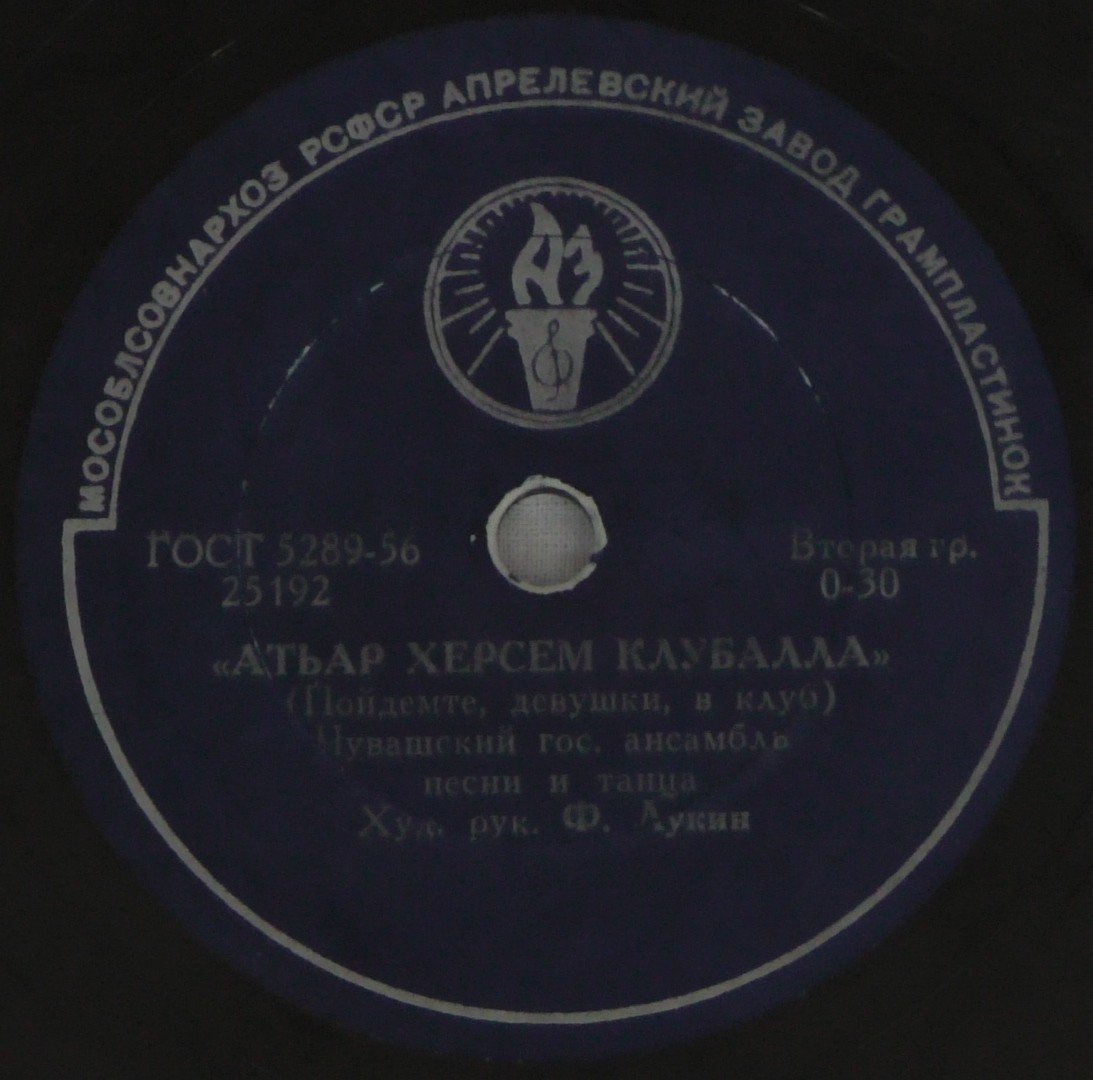 МОСОБЛСОВНАРХОЗ РСФСР АПРЕЛЕВСКИЙ ЗАВОД ГРАМПЛАСТИНОК
АЗ
ГОСТ 5289-56
25192
Вторая гр.
0-30
«АТЬАР ХЕРСЕМ КЛУБАЛЛА»
(Пойдемте, девушки, в клуб)
Чувашский гос. ансамбль
песни и танца
Худ. рук. Ф. Лукин